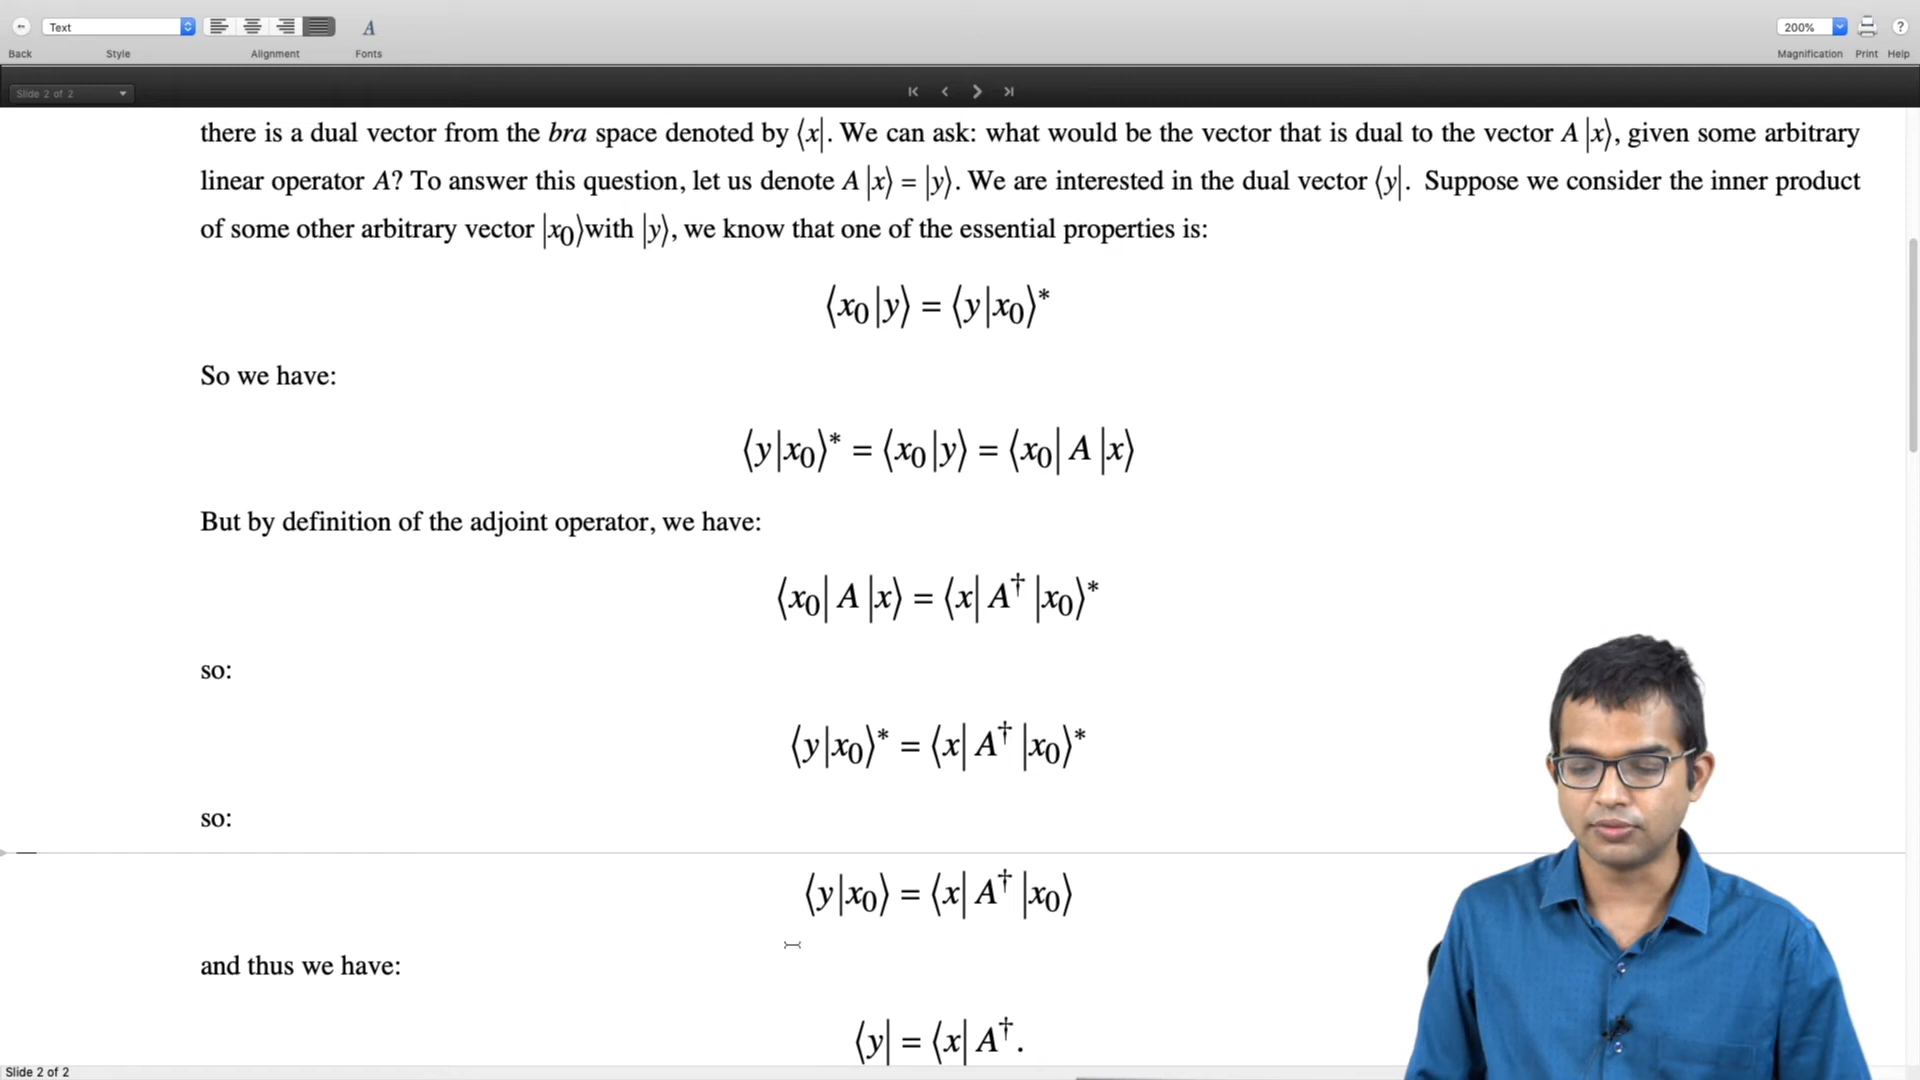 Text
200%
Back
Style
Alignment
Fonts
Magnification
Print
Help
Slide 2 of 2
there is a dual vector from the bra space denoted by ⟨x|. We can ask: what would be the vector that is dual to the vector A |x⟩, given some arbitrary
linear operator A? To answer this question, let us denote A |x⟩ = |y⟩. We are interested in the dual vector ⟨y|. Suppose we consider the inner product
of some other arbitrary vector |x₀⟩with |y⟩, we know that one of the essential properties is:
⟨x₀|y⟩ = ⟨y|x₀⟩*
So we have:
⟨y|x₀⟩* = ⟨x₀|y⟩ = ⟨x₀| A |x⟩
But by definition of the adjoint operator, we have:
⟨x₀| A |x⟩ = ⟨x| A† |x₀⟩*
so:
⟨y|x₀⟩* = ⟨x| A† |x₀⟩*
so:
⟨y|x₀⟩ = ⟨x| A† |x₀⟩
and thus we have:
⟨y| = ⟨x| A†.
Slide 2 of 2